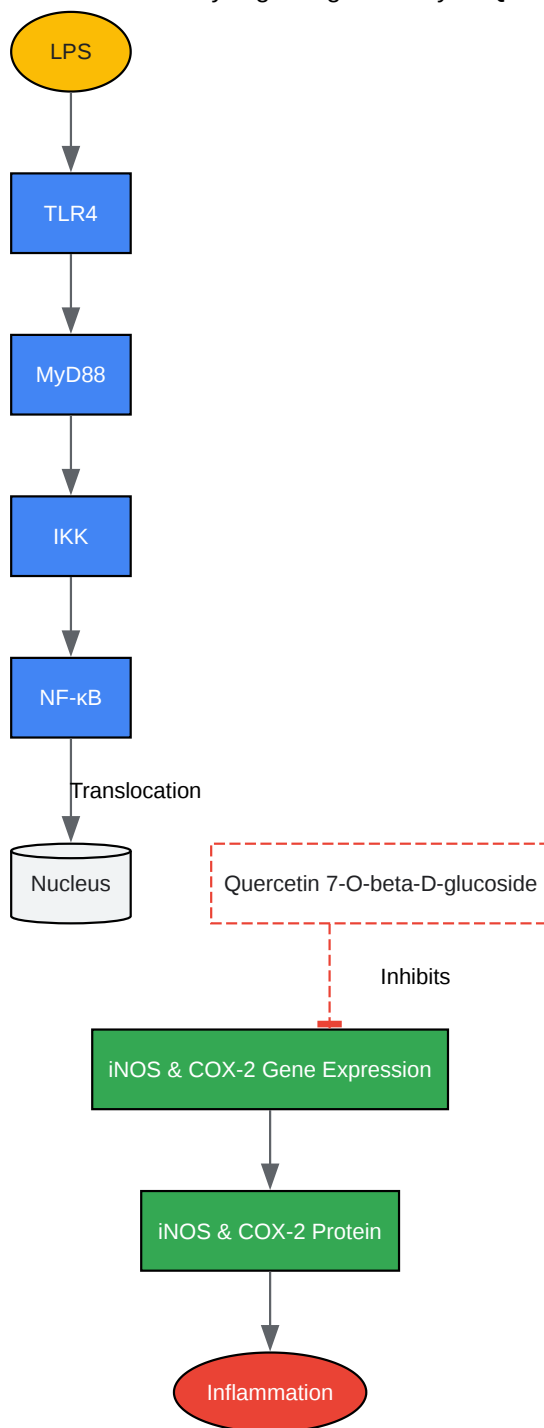 LPS
TLR4
MyD88
IKK
NF-κB
Translocation
Nucleus
Quercetin 7-O-beta-D-glucoside
Inhibits
iNOS & COX-2 Gene Expression
iNOS & COX-2 Protein
Inflammation